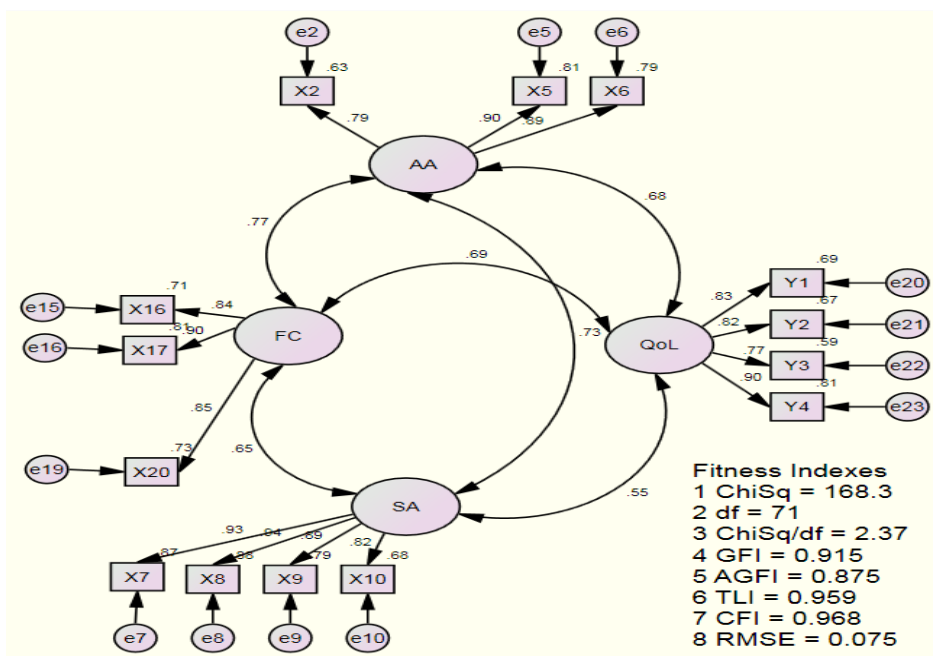 e2
e5
e6
.63
.81
.79
X2
X5
X6
.79
.90
.89
AA
.68
.77
.69
.69
Y1
e20
.83
.67
e15
.71
X16
.84
.82
Y2
e21
.81
.90
FC
.73
QoL
.59
e16
X17
.77
Y3
e22
.90
.81
Y4
e23
.85
.73
.65
e19
X20
.55
SA
.93
.94
.89
.82
.87
.88
.79
.68
X7
X8
X9
X10
e7
e8
e9
e10
Fitness Indexes
1 ChiSq = 168.3
2 df = 71
3 ChiSq/df = 2.37
4 GFI = 0.915
5 AGFI = 0.875
6 TLI = 0.959
7 CFI = 0.968
8 RMSE = 0.075